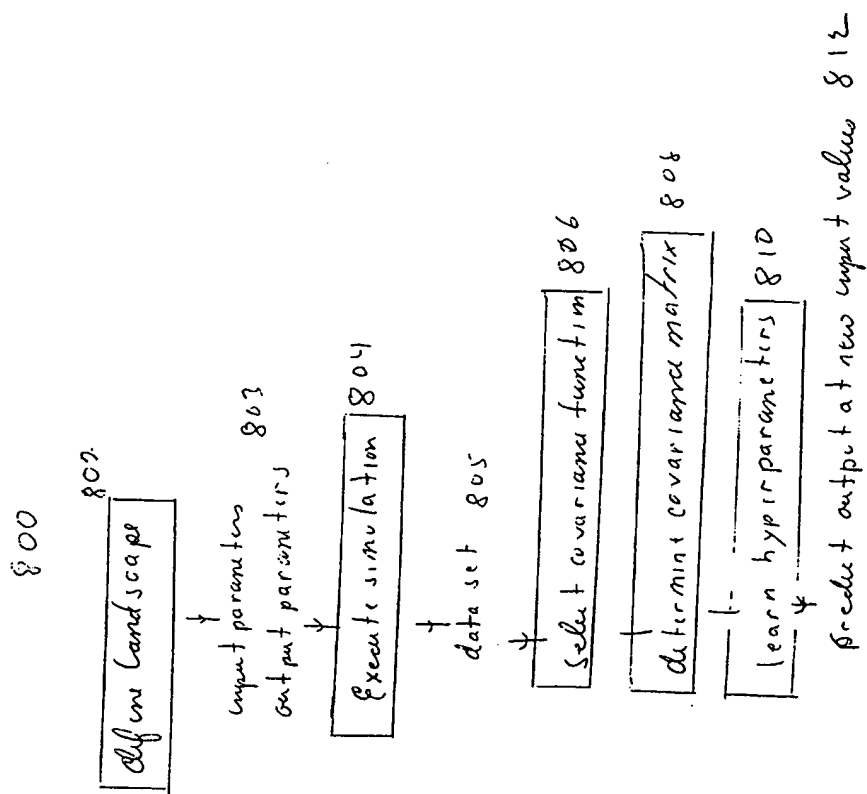 800
define landscape 802
input parameters
output parameters 803
Execute simulation 804
data set 805
select covariance function 806
determine covariance matrix 808
learn hyperparameters 810
predict output at new input values 812